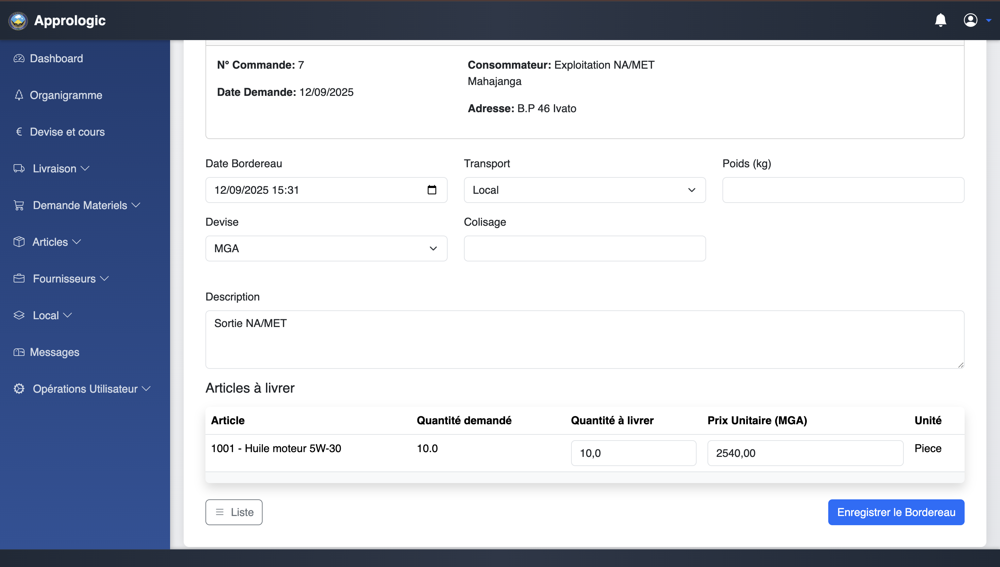 Apprologic
Dashboard
Organigramme
€ Devise et cours
Livraison
Demande Materiels
Articles
Fournisseurs
Local
Messages
Opérations Utilisateur
N° Commande: 7
Date Demande: 12/09/2025
Consommateur: Exploitation NA/MET
Mahajanga
Adresse: B.P 46 Ivato
Date Bordereau
12/09/2025 15:31
Transport
Local
Poids (kg)
Devise
MGA
Colisage
Description
Sortie NA/MET
Articles à livrer
Article Quantité demandé Quantité à livrer Prix Unitaire (MGA) Unité
1001 - Huile moteur 5W-30 10.0 10,0 2540,00 Piece
Liste
Enregistrer le Bordereau